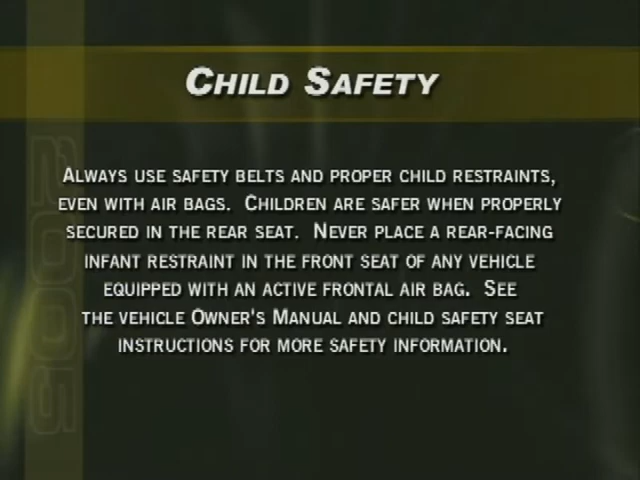 CHILD SAFETY
2005
ALWAYS USE SAFETY BELTS AND PROPER CHILD RESTRAINTS,
EVEN WITH AIR BAGS. CHILDREN ARE SAFER WHEN PROPERLY
SECURED IN THE REAR SEAT. NEVER PLACE A REAR-FACING
INFANT RESTRAINT IN THE FRONT SEAT OF ANY VEHICLE
EQUIPPED WITH AN ACTIVE FRONTAL AIR BAG. SEE
THE VEHICLE OWNER'S MANUAL AND CHILD SAFETY SEAT
INSTRUCTIONS FOR MORE SAFETY INFORMATION.